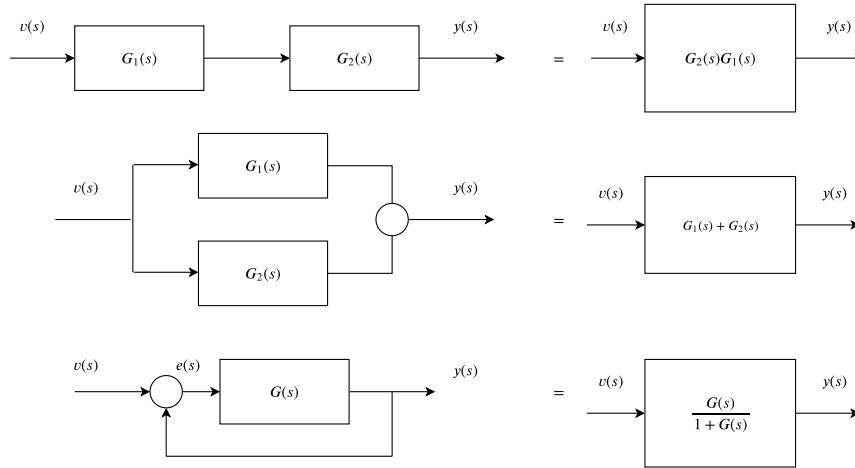 v(s)
G₁(s)
G₂(s)
y(s)
=
v(s)
G₂(s)G₁(s)
y(s)
v(s)
G₁(s)
G₂(s)
y(s)
=
v(s)
G₁(s) + G₂(s)
y(s)
v(s)
e(s)
G(s)
y(s)
=
v(s)
G(s)
1 + G(s)
y(s)